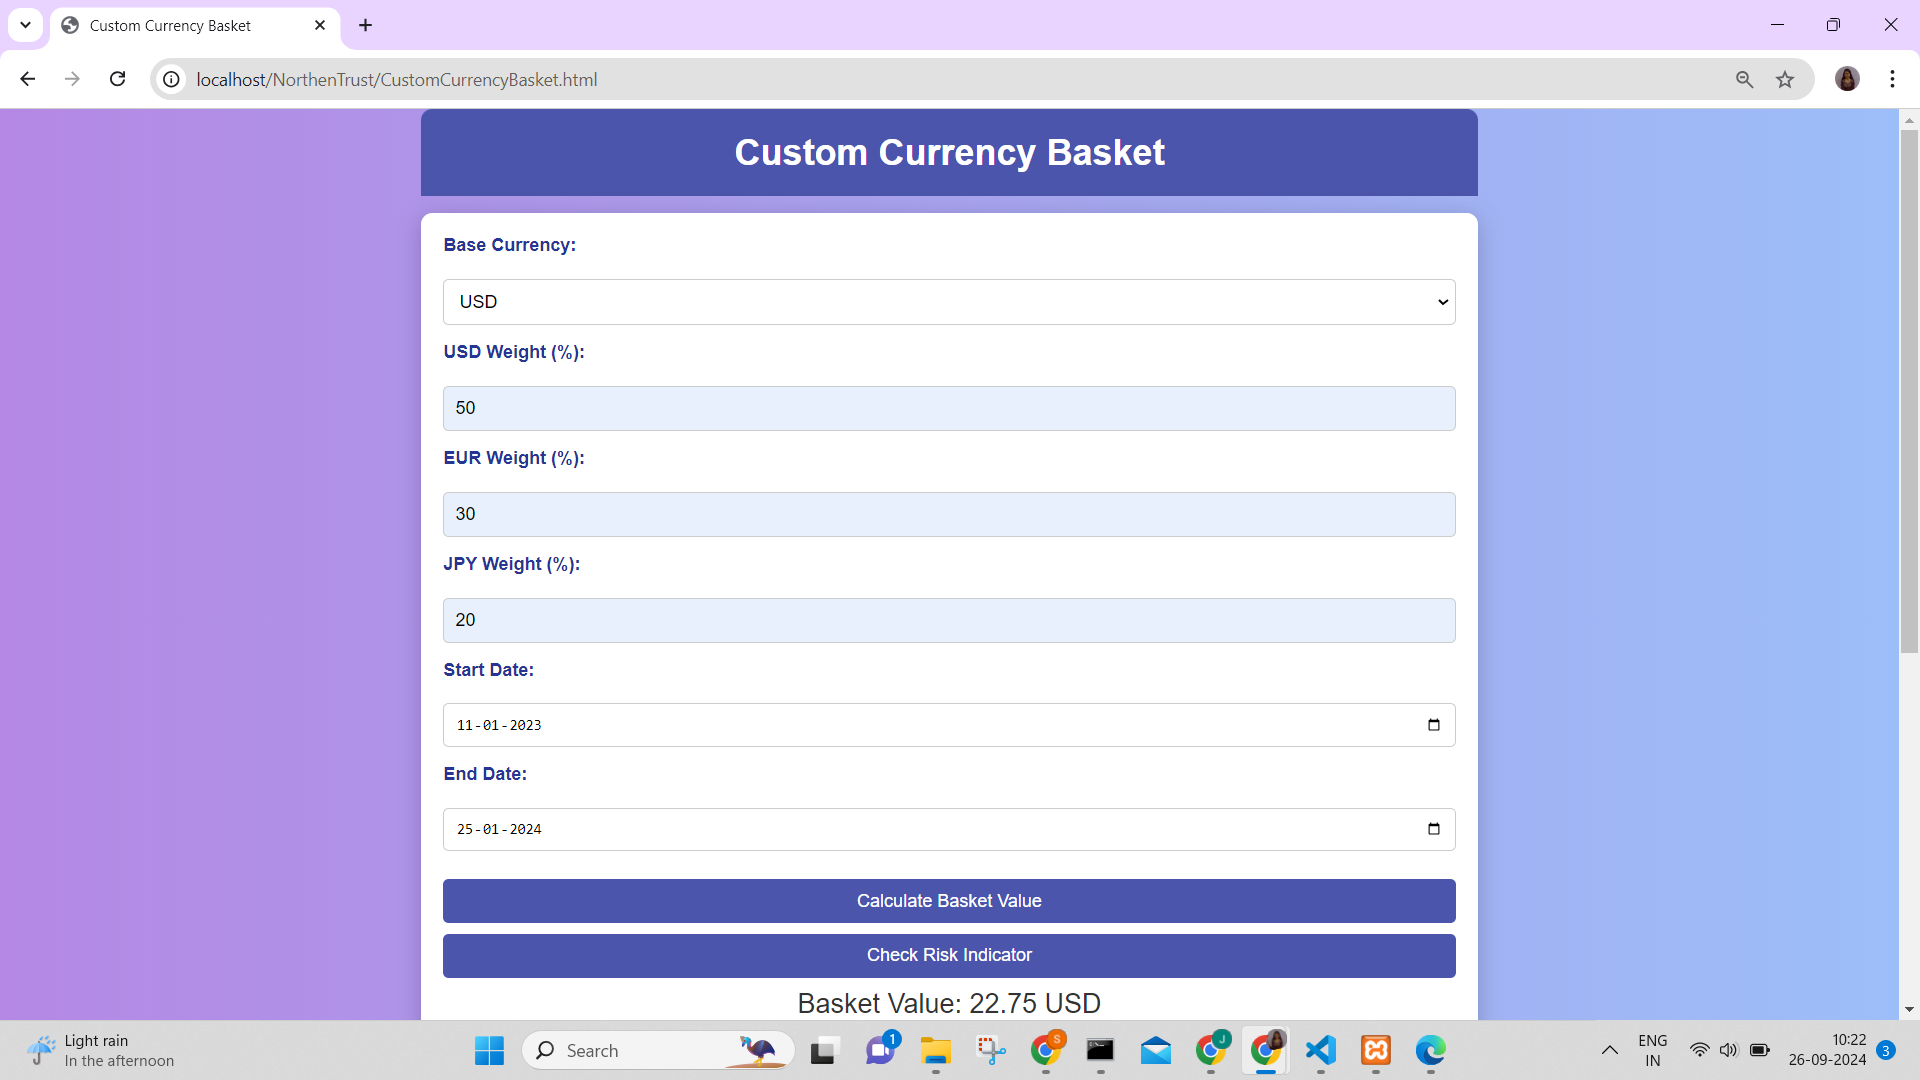 Custom Currency Basket
localhost/NorthenTrust/CustomCurrencyBasket.html
Custom Currency Basket
Base Currency:
USD
USD Weight (%):
50
EUR Weight (%):
30
JPY Weight (%):
20
Start Date:
11-01-2023
End Date:
25-01-2024
Calculate Basket Value
Check Risk Indicator
Basket Value: 22.75 USD
Light rain
In the afternoon
Search
1
S
J
ENG
IN
10:22
26-09-2024
3